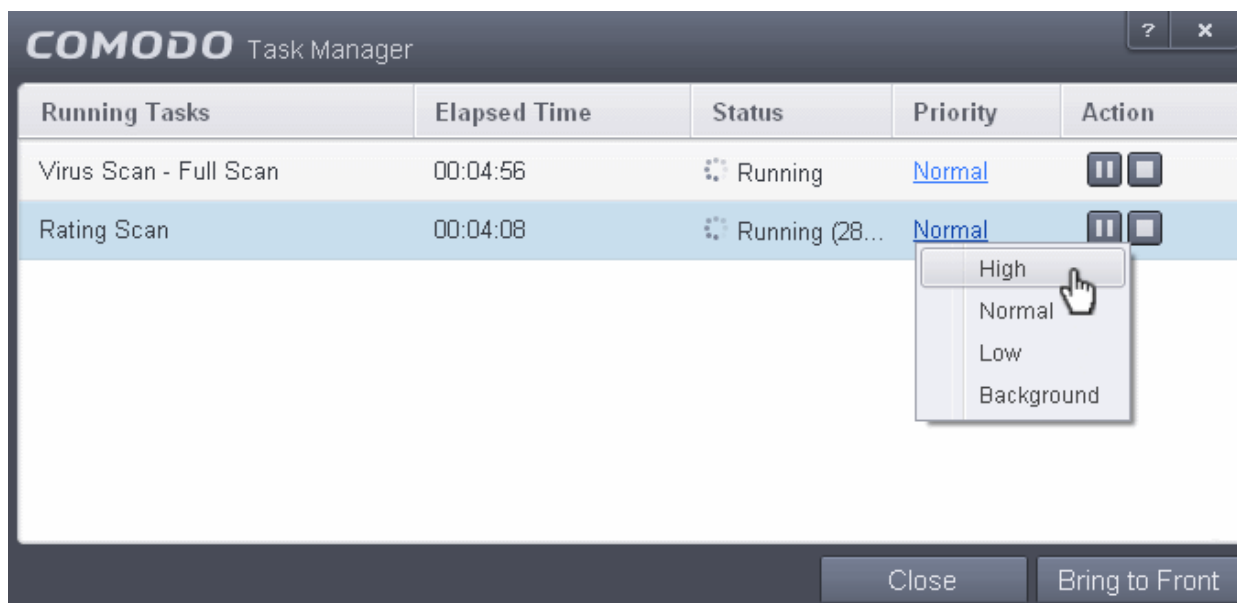 COMODO Task Manager ? ×
Running Tasks Elapsed Time Status Priority Action
Virus Scan - Full Scan 00:04:56 Running Normal
Rating Scan 00:04:08 Running (28... Normal
High
Normal
Low
Background
Close Bring to Front